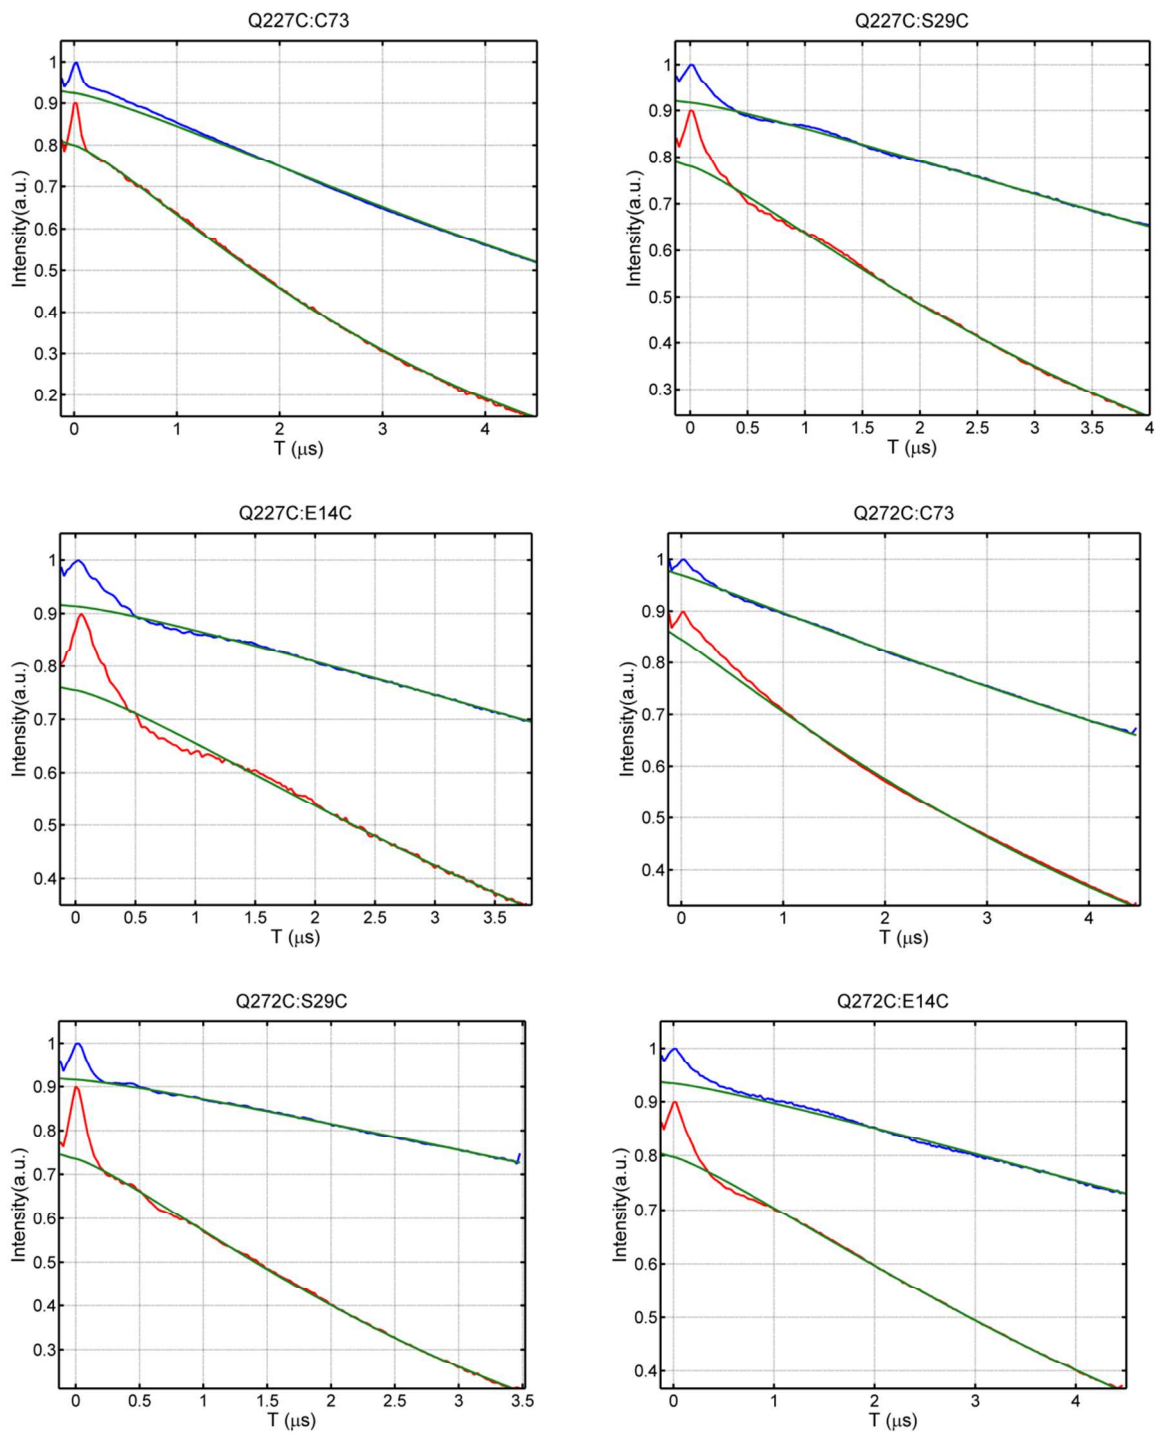 Q227C:C73
1
0.9
0.8
0.7
0.6
0.5
0.4
0.3
0.2
Intensity(a.u.)
0 1 2 3 4
T (μs)
Q227C:S29C
1
0.9
0.8
0.7
0.6
0.5
0.4
0.3
Intensity(a.u.)
0 0.5 1 1.5 2 2.5 3 3.5 4
T (μs)
Q227C:E14C
1
0.9
0.8
0.7
0.6
0.5
0.4
Intensity(a.u.)
0 0.5 1 1.5 2 2.5 3 3.5
T (μs)
Q272C:C73
1
0.9
0.8
0.7
0.6
0.5
0.4
Intensity(a.u.)
0 1 2 3 4
T (μs)
Q272C:S29C
1
0.9
0.8
0.7
0.6
0.5
0.4
0.3
Intensity(a.u.)
0 0.5 1 1.5 2 2.5 3 3.5
T (μs)
Q272C:E14C
1
0.9
0.8
0.7
0.6
0.5
0.4
Intensity(a.u.)
0 1 2 3 4
T (μs)